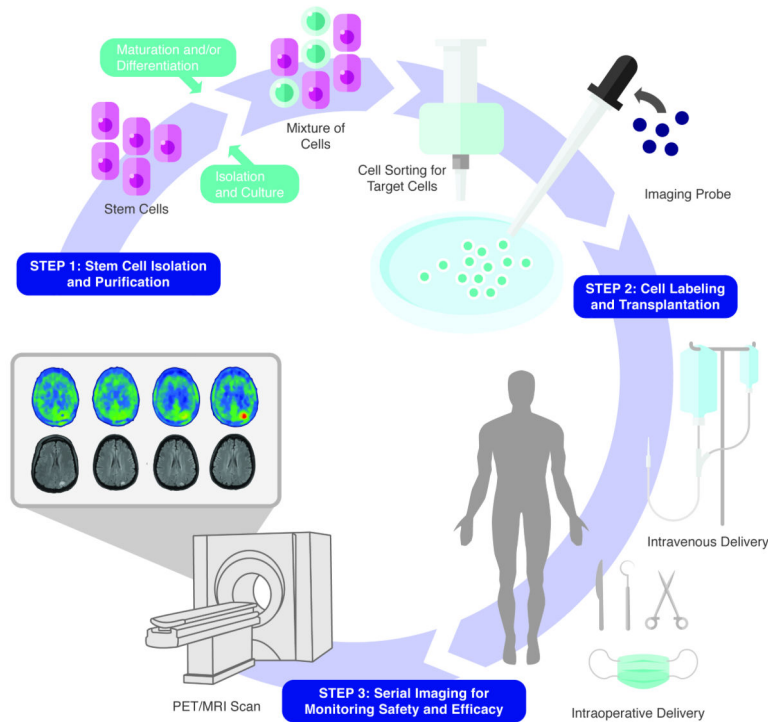 Maturation and/or
Differentiation
Mixture of
Cells
Isolation
and Culture
Stem Cells
Cell Sorting for
Target Cells
Imaging Probe
STEP 1: Stem Cell Isolation
and Purification
STEP 2: Cell Labeling
and Transplantation
Intravenous Delivery
Intraoperative Delivery
STEP 3: Serial Imaging for
Monitoring Safety and Efficacy
PET/MRI Scan